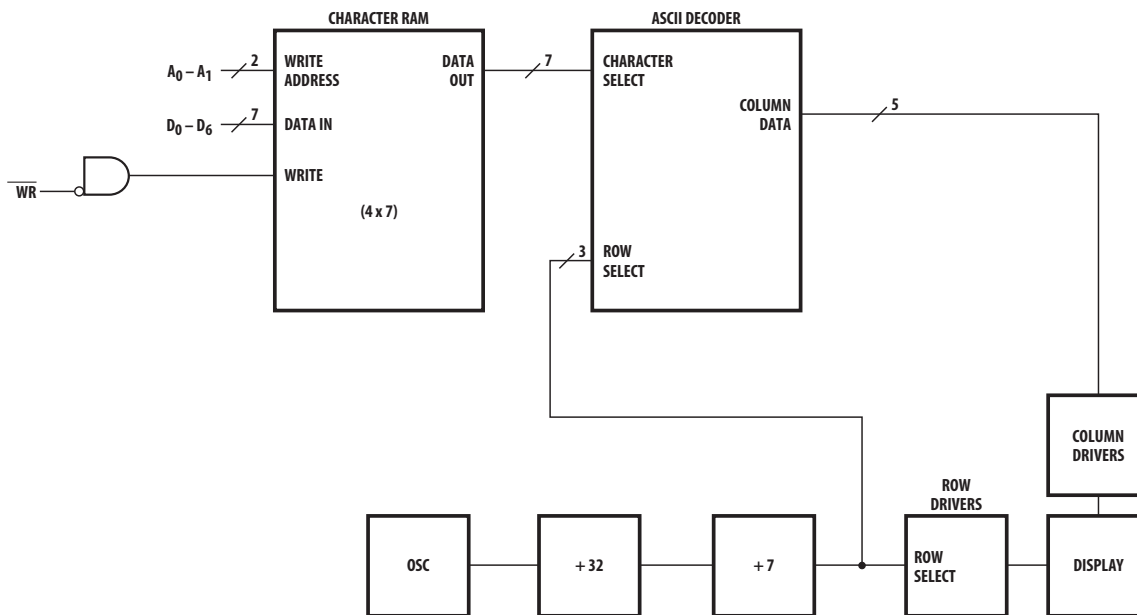 CHARACTER RAM
ASCII DECODER
A0 – A1
2
WRITE
ADDRESS
DATA
OUT
7
CHARACTER
SELECT
D0 – D6
7
DATA IN
COLUMN
DATA
5
WR
WRITE
(4 x 7)
3
ROW
SELECT
COLUMN
DRIVERS
ROW
DRIVERS
OSC
+ 32
+ 7
ROW
SELECT
DISPLAY